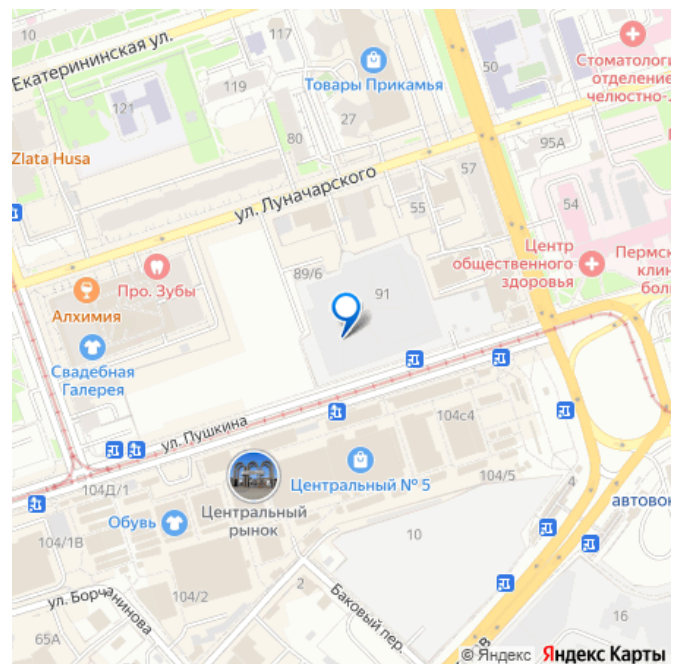 Екатерининская ул.
117
50
Стоматологи
отделение
челюстно-
Товары Прикамья
119
121
27
80
95А
Zlata Husa
57
ул. Луначарского
55
54
Центр
общественного
здоровья
Пермск
клин
бол
89/6
91
Про. Зубы
Алхимия
Свадебная
Галерея
ул. Пушкина
104с4
104/5
4
Центральный № 5
104Д/1
Центральный
рынок
Обувь
автовок
10
104/1В
104/2
2
Баковый пер.
ул. Борчанинова
16
65А
© Яндекс Яндекс Карты